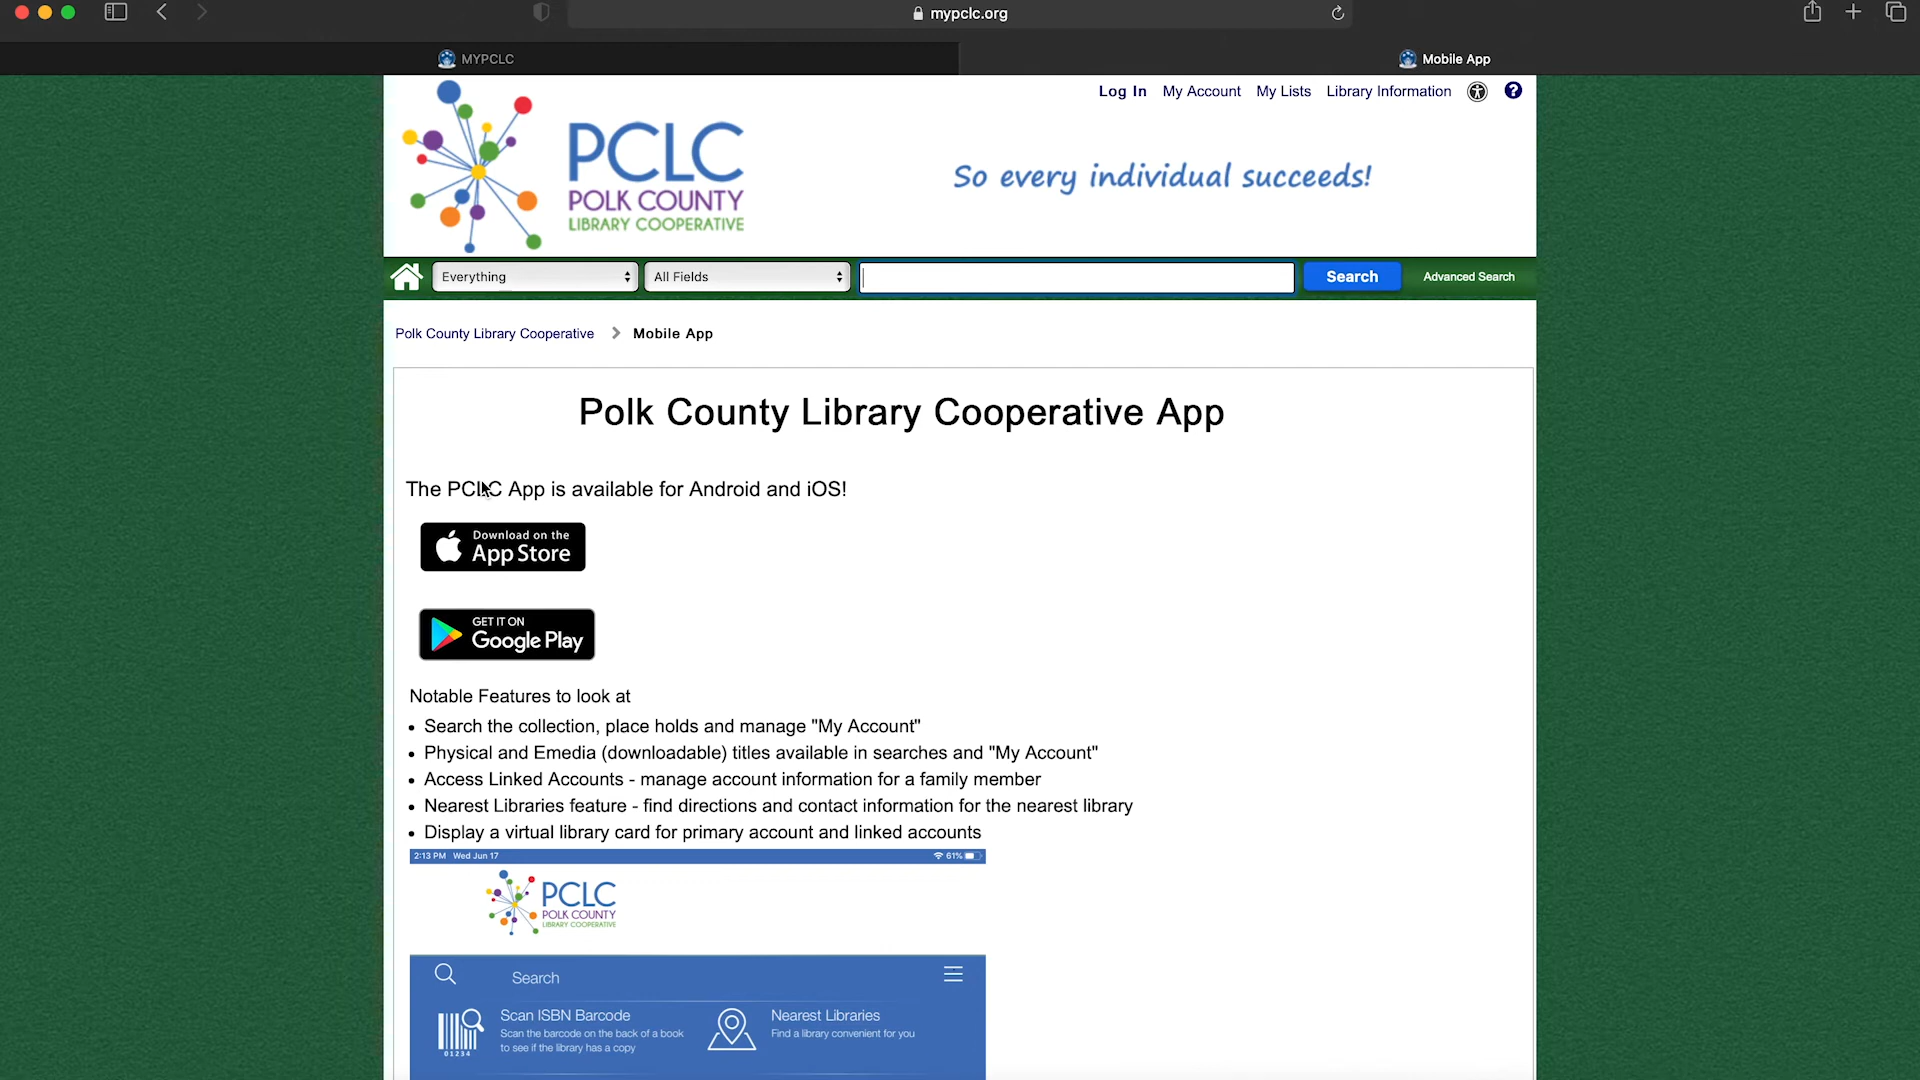 mypclc.org
MYPCLC
Mobile App
Log In My Account My Lists Library Information
PCLC
POLK COUNTY
LIBRARY COOPERATIVE
So every individual succeeds!
Everything All Fields Search Advanced Search
Polk County Library Cooperative > Mobile App
Polk County Library Cooperative App
The PCLC App is available for Android and iOS!
Download on the
App Store
GET IT ON
Google Play
Notable Features to look at
• Search the collection, place holds and manage "My Account"
• Physical and Emedia (downloadable) titles available in searches and "My Account"
• Access Linked Accounts - manage account information for a family member
• Nearest Libraries feature - find directions and contact information for the nearest library
• Display a virtual library card for primary account and linked accounts
2:13 PM Wed Jun 17 61%
PCLC
POLK COUNTY
LIBRARY COOPERATIVE
Search
Scan ISBN Barcode
Scan the barcode on the back of a book
to see if the library has a copy
01234
Nearest Libraries
Find a library convenient for you